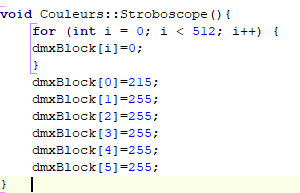 void Couleurs::Stroboscope(){
for (int i = 0; i < 512; i++) {
dmxBlock[i]=0;
}
dmxBlock[0]=215;
dmxBlock[1]=255;
dmxBlock[2]=255;
dmxBlock[3]=255;
dmxBlock[4]=255;
dmxBlock[5]=255;
}